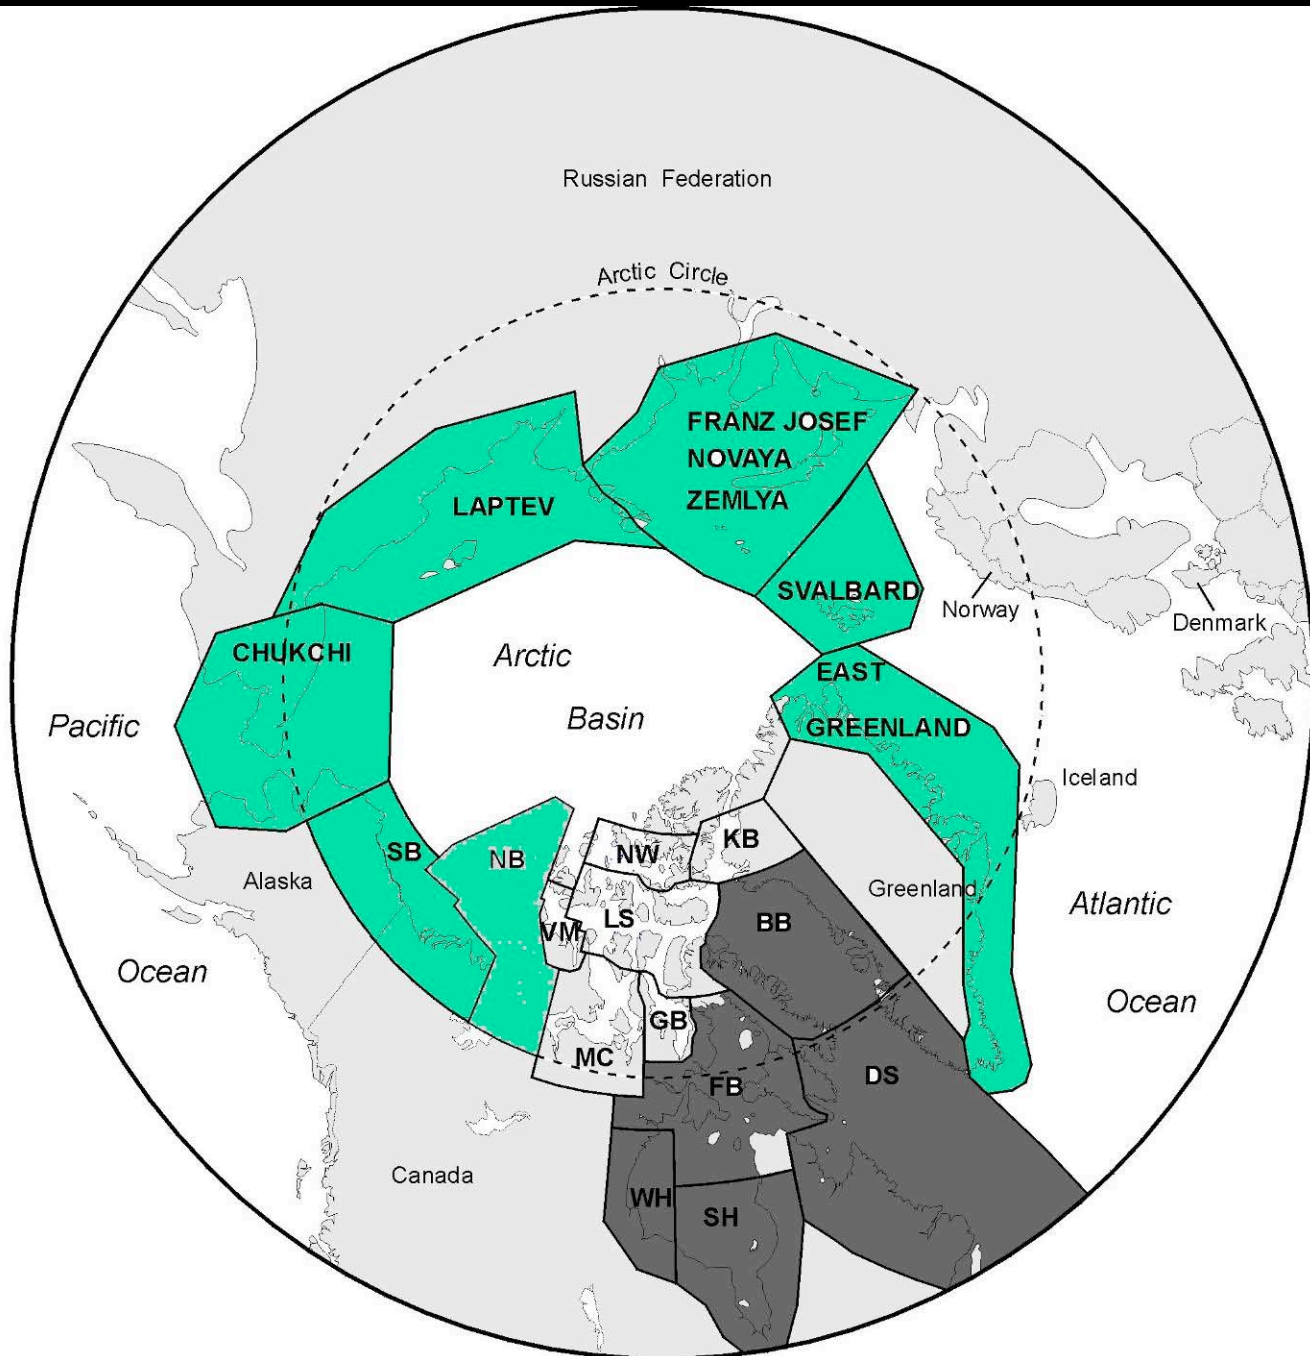 Russian Federation
Arctic Circle
FRANZ JOSEF
NOVAYA
ZEMLYA
LAPTEV
SVALBARD
Norway
Denmark
CHUKCHI
Arctic
Basin
EAST
GREENLAND
Pacific
Ocean
Iceland
SB
NB
NW
KB
Alaska
Greenland
Atlantic
Ocean
VM
LS
BB
GB
MC
FB
DS
Canada
WH
SH